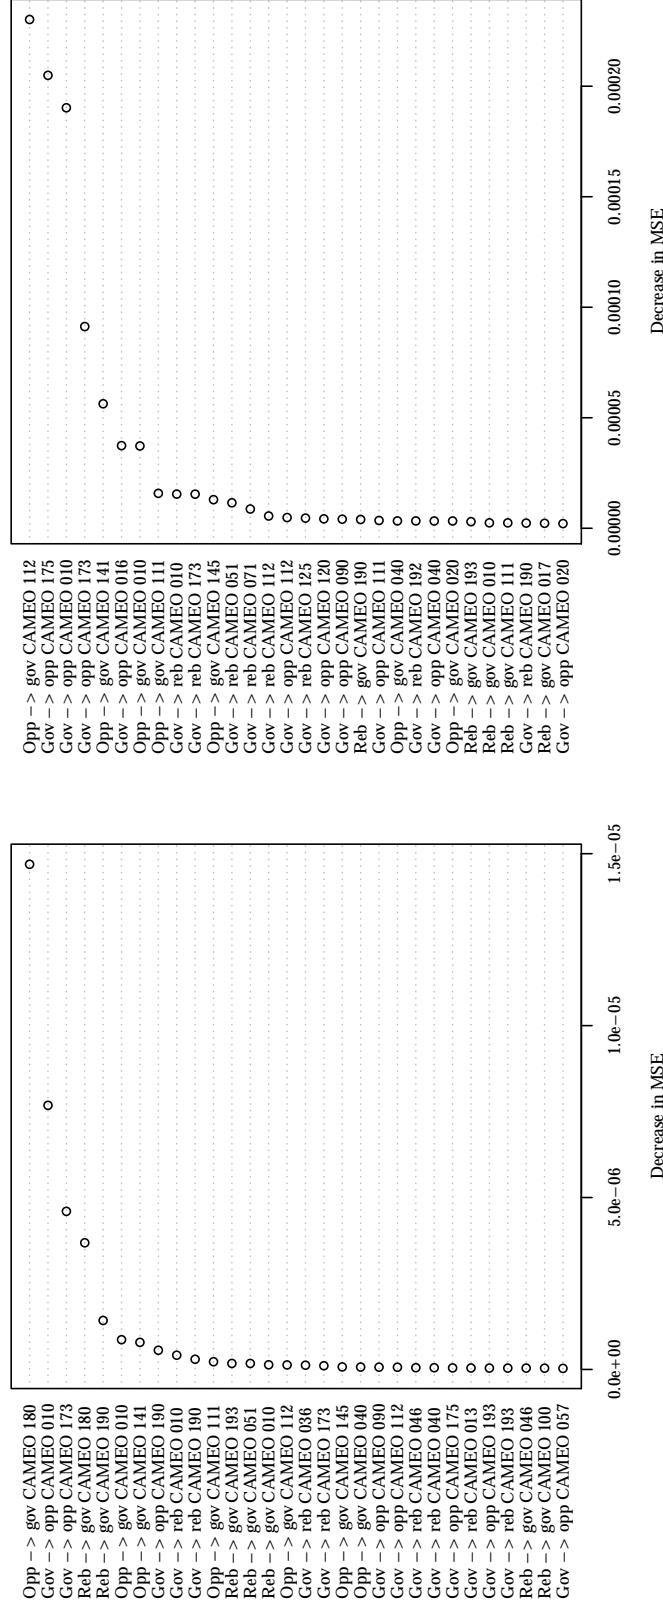 Opp −> gov CAMEO 180
Gov −> opp CAMEO 010
Gov −> opp CAMEO 173
Reb −> gov CAMEO 180
Reb −> gov CAMEO 190
Opp −> gov CAMEO 010
Opp −> gov CAMEO 141
Gov −> opp CAMEO 190
Gov −> reb CAMEO 010
Gov −> reb CAMEO 190
Opp −> gov CAMEO 111
Reb −> gov CAMEO 193
Reb −> gov CAMEO 051
Reb −> gov CAMEO 010
Opp −> gov CAMEO 112
Gov −> reb CAMEO 036
Gov −> reb CAMEO 173
Opp −> gov CAMEO 145
Opp −> gov CAMEO 040
Gov −> opp CAMEO 090
Gov −> opp CAMEO 112
Gov −> reb CAMEO 046
Gov −> reb CAMEO 040
Gov −> opp CAMEO 175
Gov −> reb CAMEO 013
Gov −> opp CAMEO 193
Gov −> reb CAMEO 193
Reb −> gov CAMEO 046
Reb −> gov CAMEO 100
Gov −> opp CAMEO 057
0.0e+00
5.0e−06
1.0e−05
1.5e−05
Decrease in MSE
Opp −> gov CAMEO 112
Gov −> opp CAMEO 175
Gov −> opp CAMEO 010
Gov −> opp CAMEO 173
Opp −> gov CAMEO 141
Gov −> opp CAMEO 016
Opp −> gov CAMEO 010
Opp −> gov CAMEO 111
Gov −> reb CAMEO 010
Gov −> reb CAMEO 173
Opp −> gov CAMEO 145
Gov −> reb CAMEO 051
Gov −> reb CAMEO 071
Gov −> reb CAMEO 112
Gov −> opp CAMEO 112
Gov −> reb CAMEO 125
Gov −> opp CAMEO 120
Gov −> opp CAMEO 090
Reb −> gov CAMEO 190
Gov −> opp CAMEO 111
Opp −> gov CAMEO 040
Gov −> reb CAMEO 192
Gov −> opp CAMEO 040
Opp −> gov CAMEO 020
Reb −> gov CAMEO 193
Reb −> gov CAMEO 010
Reb −> gov CAMEO 111
Gov −> reb CAMEO 190
Reb −> gov CAMEO 017
Gov −> opp CAMEO 020
0.00000
0.00005
0.00010
0.00015
0.00020
Decrease in MSE